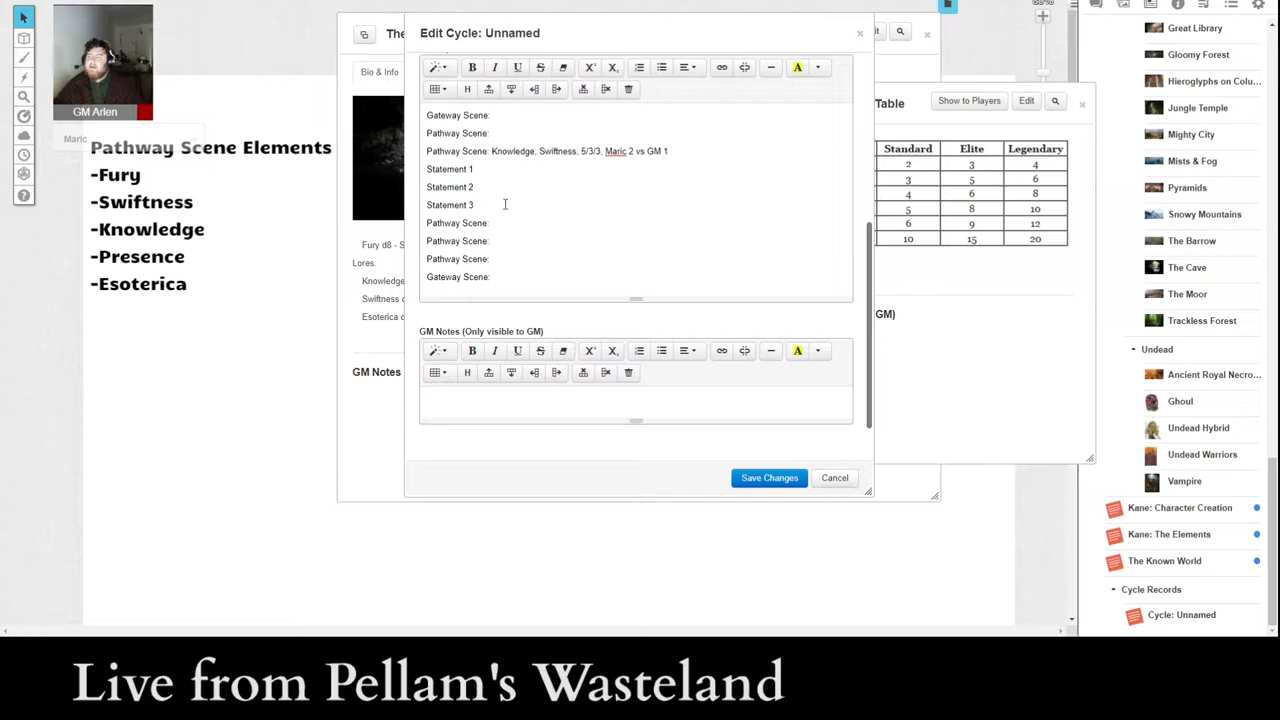 GM Arlen
Maric
Pathway Scene Elements
-Fury
-Swiftness
-Knowledge
-Presence
-Esoterica
The
Bio & Info
Fury d8 - S
Lores:
Knowledge
Swiftness
Esoterica
GM Notes
Edit Cycle: Unnamed
Gateway Scene:
Pathway Scene:
Pathway Scene: Knowledge, Swiftness, 5/3/3, Maric 2 vs GM 1
Statement 1
Statement 2
Statement 3
Pathway Scene:
Pathway Scene:
Pathway Scene:
Gateway Scene:
GM Notes (Only visible to GM)
Save Changes
Cancel
Table
Show to Players
Edit
Standard Elite Legendary
2 3 4
3 5 6
4 6 8
5 8 10
6 9 12
10 15 20
GM)
Great Library
Gloomy Forest
Hieroglyphs on Colu...
Jungle Temple
Mighty City
Mists & Fog
Pyramids
Snowy Mountain
The Barrow
The Cave
The Moor
Trackless Forest
Undead
Ancient Royal Necro...
Ghoul
Undead Hybrid
Undead Warriors
Vampire
Kane: Character Creation
Kane: The Elements
The Known World
Cycle Records
Cycle: Unnamed
Live from Pellam's Wasteland